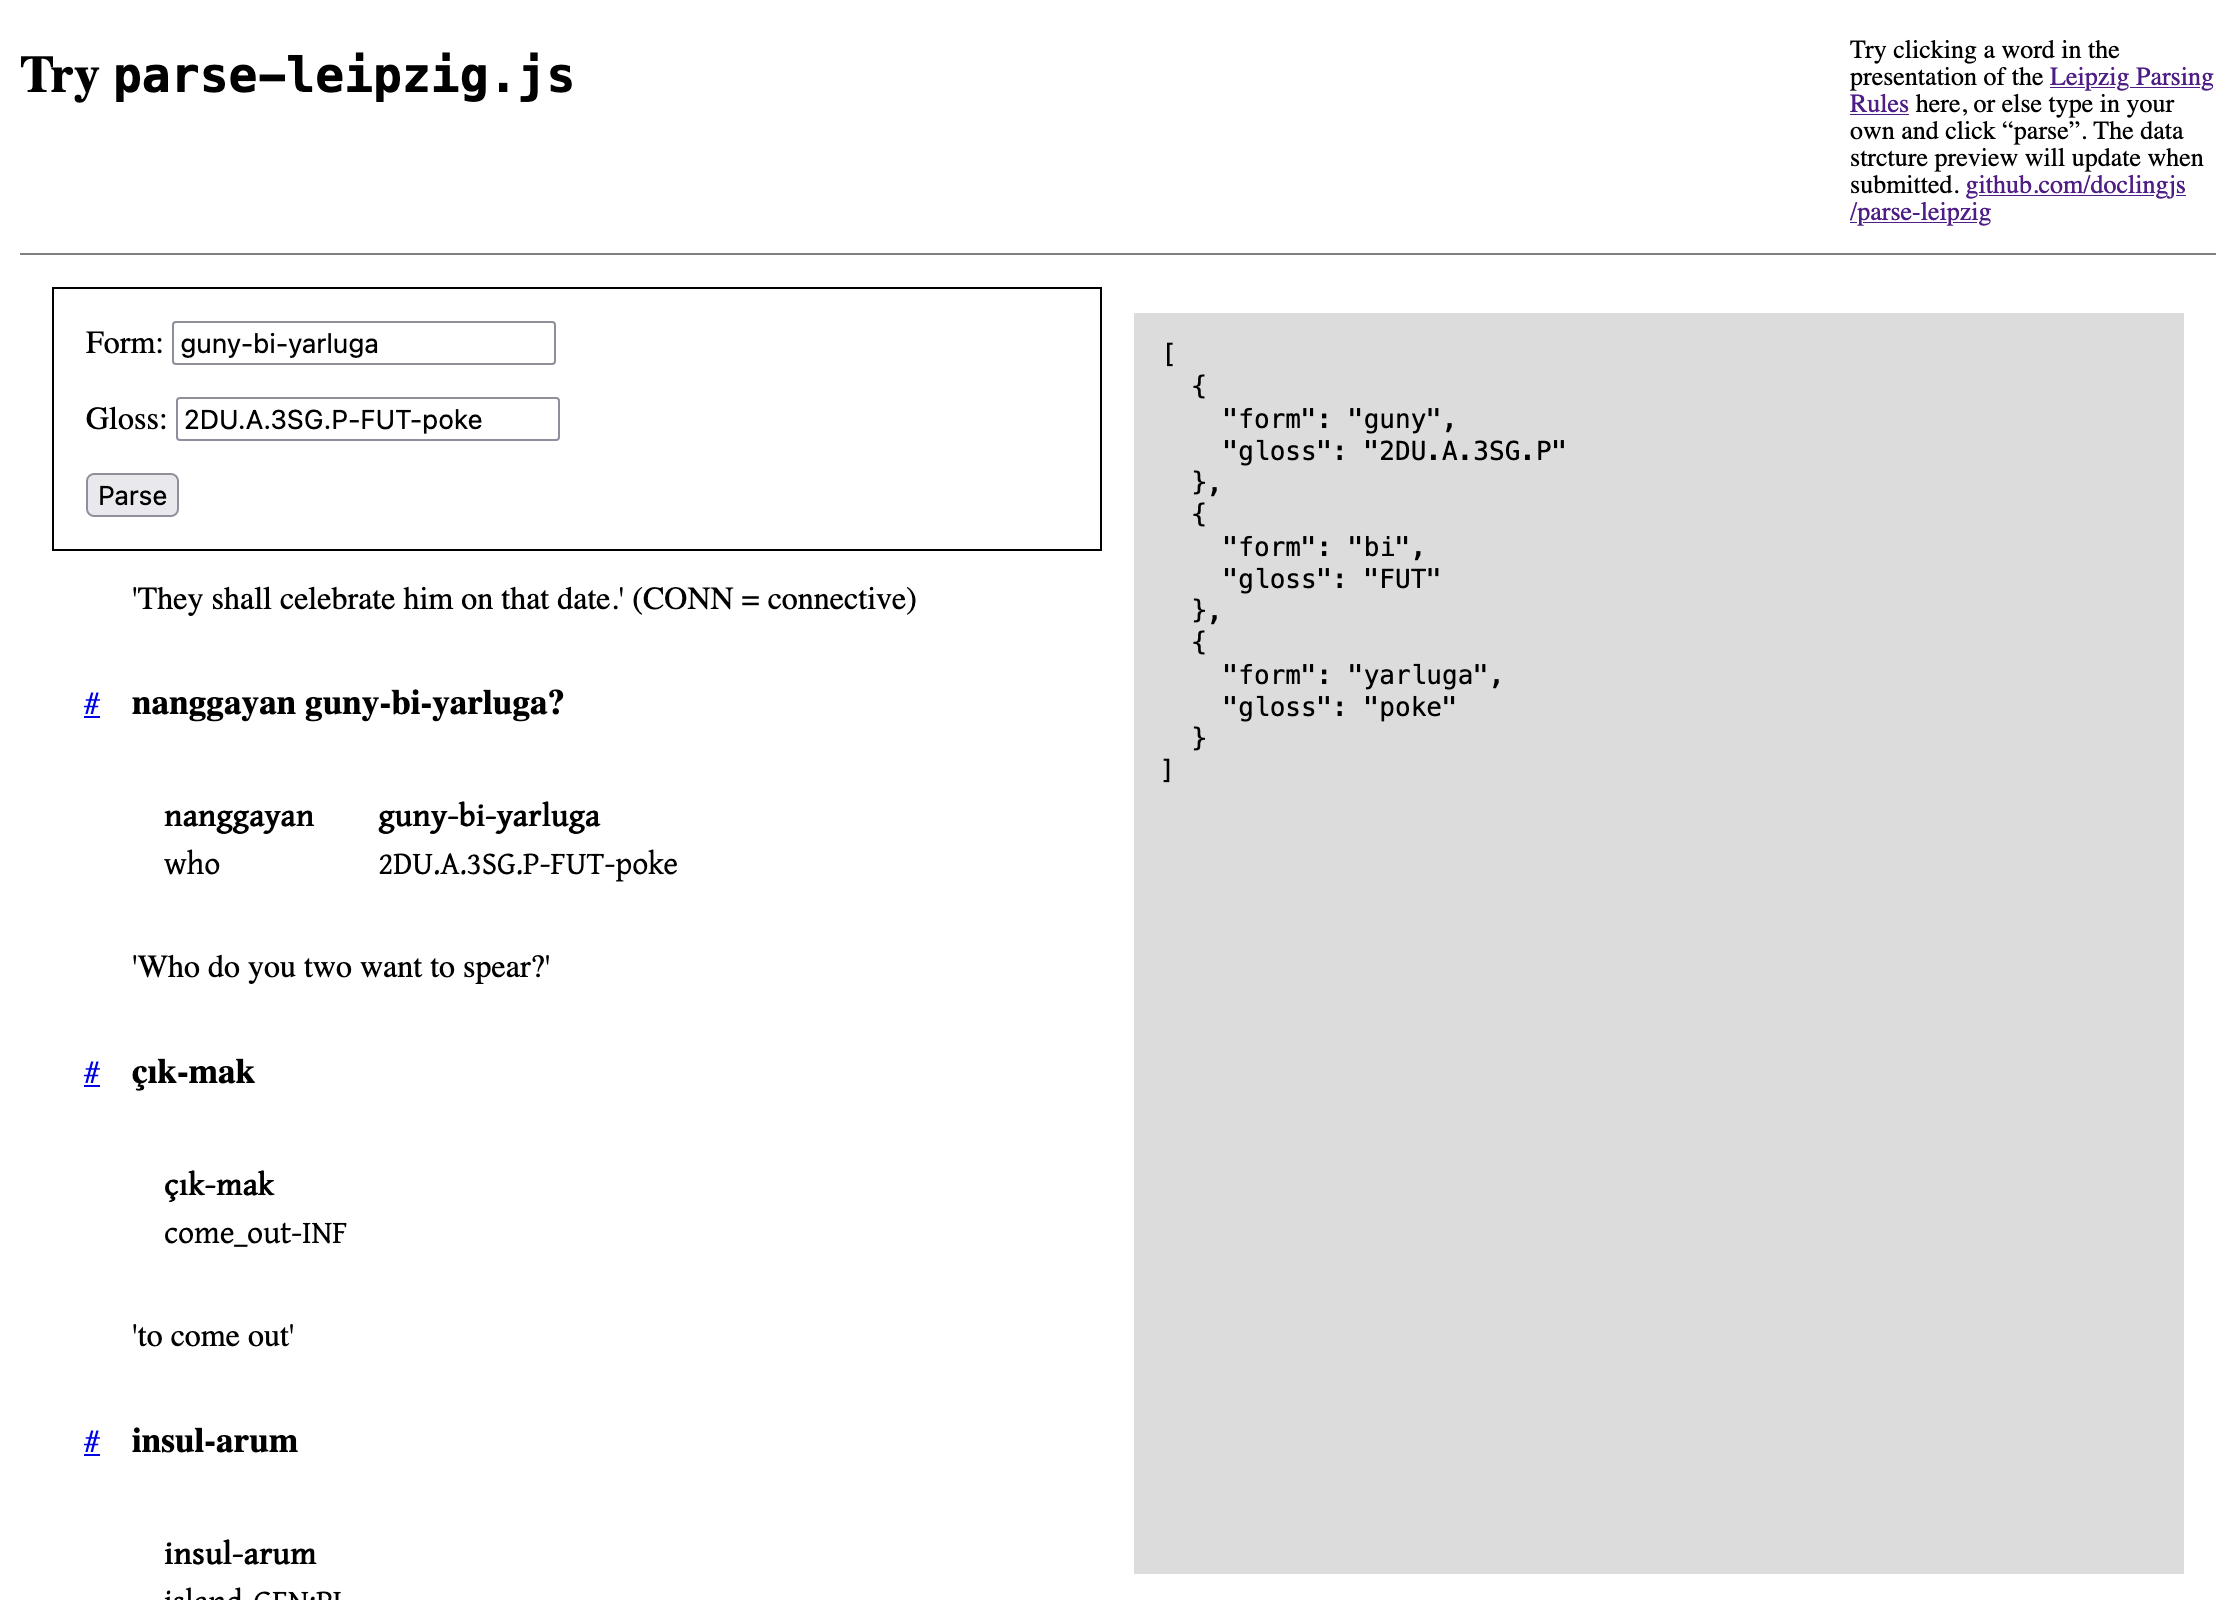 Try parse-leipzig.js
Try clicking a word in the
presentation of the Leipzig Parsing
Rules here, or else type in your
own and click “parse”. The data
strcture preview will update when
submitted. github.com/doclingjs
/parse-leipzig
Form: guny-bi-yarluga
Gloss: 2DU.A.3SG.P-FUT-poke
Parse
'They shall celebrate him on that date.' (CONN = connective)
# nanggayan guny-bi-yarluga?
nanggayan guny-bi-yarluga
who 2DU.A.3SG.P-FUT-poke
'Who do you two want to spear?'
# çık-mak
çık-mak
come_out-INF
'to come out'
# insul-arum
insul-arum
island-GEN:PL
[
  {
    "form": "guny",
    "gloss": "2DU.A.3SG.P"
  },
  {
    "form": "bi",
    "gloss": "FUT"
  },
  {
    "form": "yarluga",
    "gloss": "poke"
  }
]